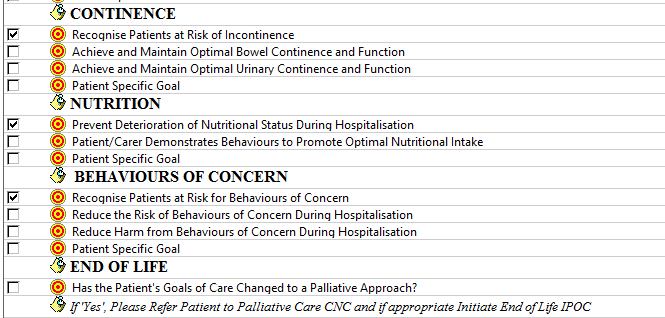 CONTINENCE
Recognise Patients at Risk of Incontinence
Achieve and Maintain Optimal Bowel Continence and Function
Achieve and Maintain Optimal Urinary Continence and Function
Patient Specific Goal
NUTRITION
Prevent Deterioration of Nutritional Status During Hospitalisation
Patient/Carer Demonstrates Behaviours to Promote Optimal Nutritional Intake
Patient Specific Goal
BEHAVIOURS OF CONCERN
Recognise Patients at Risk for Behaviours of Concern
Reduce the Risk of Behaviours of Concern During Hospitalisation
Reduce Harm from Behaviours of Concern During Hospitalisation
Patient Specific Goal
END OF LIFE
Has the Patient's Goals of Care Changed to a Palliative Approach?
If 'Yes', Please Refer Patient to Palliative Care CNC and if appropriate Initiate End of Life IPOC